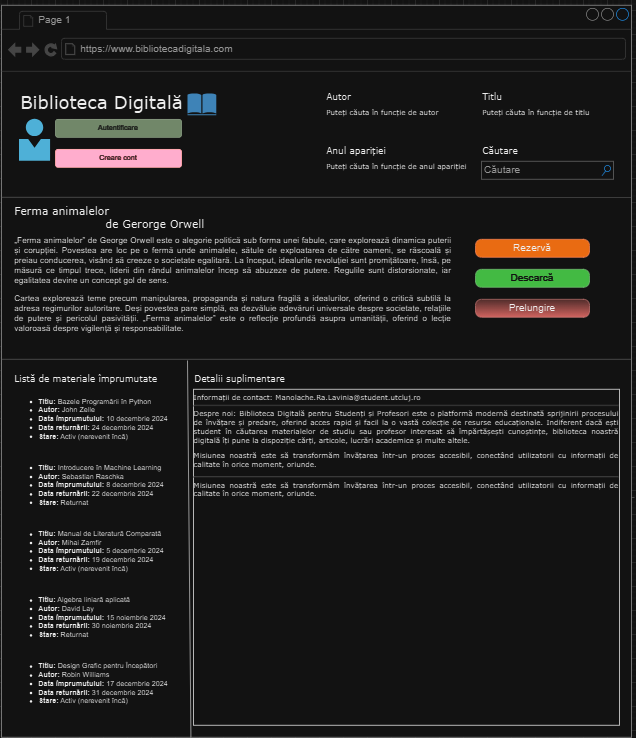 Page 1
https://www.bibliotecadigitala.com
Biblioteca Digitală
Autentificare
Creare cont
Autor
Puteți căuta în funcție de autor
Titlu
Puteți căuta în funcție de titlu
Anul apariției
Puteți căuta în funcție de anul apariției
Căutare
Căutare
Ferma animalelor
de Gerorge Orwell
„Ferma animalelor” de George Orwell este o alegorie politică sub forma unei fabule, care explorează dinamica puterii
și corupției. Povestea are loc pe o fermă unde animalele, sătule de exploatarea de către oameni, se răscoală și
preiau conducerea, visând să creeze o societate egalitară. La început, idealurile revoluției sunt promițătoare, însă, pe
măsură ce timpul trece, liderii din rândul animalelor încep să abuzeze de putere. Regulile sunt distorsionate, iar
egalitatea devine un concept gol de sens.
Cartea explorează teme precum manipularea, propaganda și natura fragilă a idealurilor, oferind o critică subtilă la
adresa regimurilor autoritare. Deși povestea pare simplă, ea dezvăluie adevăruri universale despre societate, relațiile
de putere și pericolul pasivității. „Ferma animalelor” este o reflecție profundă asupra umanității, oferind o lecție
valoroasă despre vigilență și responsabilitate.
Rezervă
Descarcă
Prelungire
Listă de materiale împrumutate
Titlu: Bazele Programării în Python
Autor: John Zelle
Data împrumutului: 10 decembrie 2024
Data returnării: 24 decembrie 2024
Stare: Activ (nerevenit încă)
Titlu: Introducere în Machine Learning
Autor: Sebastian Raschka
Data împrumutului: 8 decembrie 2024
Data returnării: 22 decembrie 2024
Stare: Returnat
Titlu: Manual de Literatură Comparată
Autor: Mihai Zamfir
Data împrumutului: 5 decembrie 2024
Data returnării: 19 decembrie 2024
Stare: Activ (nerevenit încă)
Titlu: Algebra liniară aplicată
Autor: David Lay
Data împrumutului: 15 noiembrie 2024
Data returnării: 30 noiembrie 2024
Stare: Returnat
Titlu: Design Grafic pentru Începători
Autor: Robin Williams
Data împrumutului: 17 decembrie 2024
Data returnării: 31 decembrie 2024
Stare: Activ (nerevenit încă)
Detalii suplimentare
Informații de contact: Manolache.Ra.Lavinia@student.utcluj.ro
Despre noi: Biblioteca Digitală pentru Studenți și Profesori este o platformă modernă destinată sprijinirii procesului
de învățare și predare, oferind acces rapid și facil la o vastă colecție de resurse educaționale. Indiferent dacă ești
student în căutarea materialelor de studiu sau profesor interesat să împărtășești cunoștințe, biblioteca noastră
digitală îți pune la dispoziție cărți, articole, lucrări academice și multe altele.
Misiunea noastră este să transformăm învățarea într-un proces accesibil, conectând utilizatorii cu informații de
calitate în orice moment, oriunde.
Misiunea noastră este să transformăm învățarea într-un proces accesibil, conectând utilizatorii cu informații de
calitate în orice moment, oriunde.